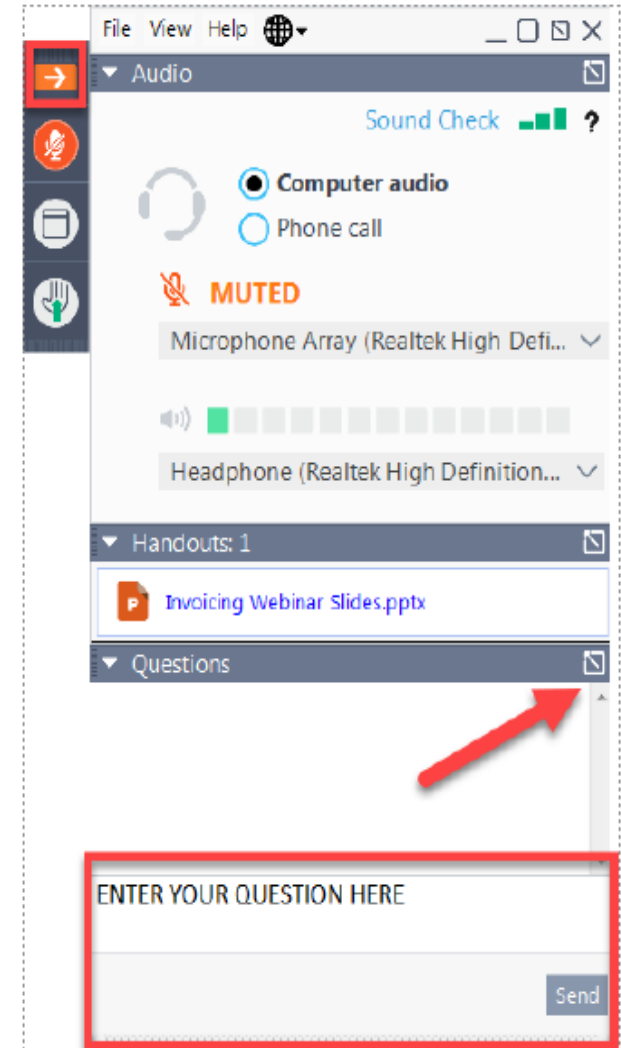 File View Help
Audio
Sound Check ?
Computer audio
Phone call
MUTED
Microphone Array (Realtek High Defi...
Headphone (Realtek High Definition...
Handouts: 1
P Invoicing Webinar Slides.pptx
Questions
ENTER YOUR QUESTION HERE
Send